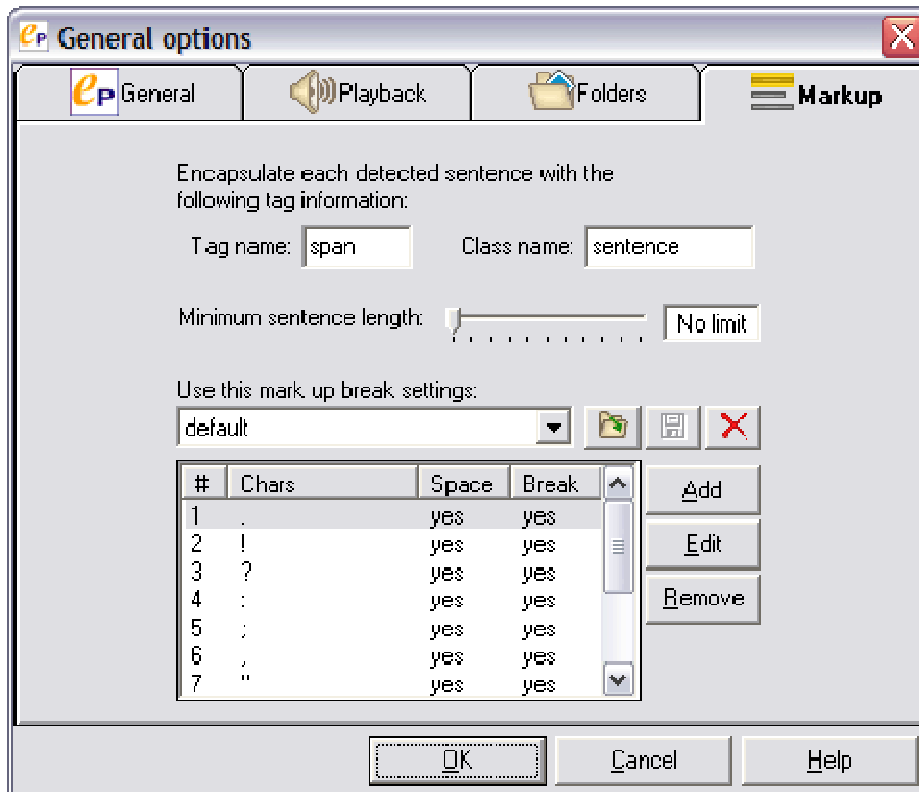 eP General options
eP General Playback Folders Markup
Encapsulate each detected sentence with the
following tag information:
Tag name: span Class name: sentence
Minimum sentence length: No limit
Use this mark up break settings:
default
# Chars Space Break
1 . yes yes
2 ! yes yes
3 ? yes yes
4 : yes yes
5 ; yes yes
6 , yes yes
7 " yes yes
Add
Edit
Remove
OK Cancel Help